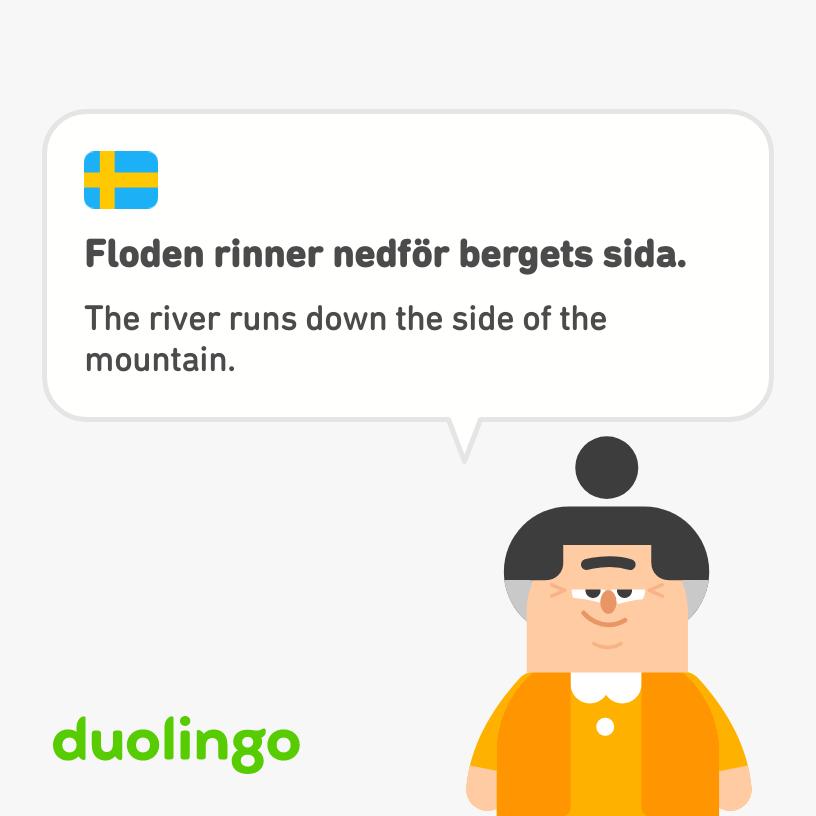 Floden rinner nedför bergets sida.
The river runs down the side of the
mountain.
duolingo